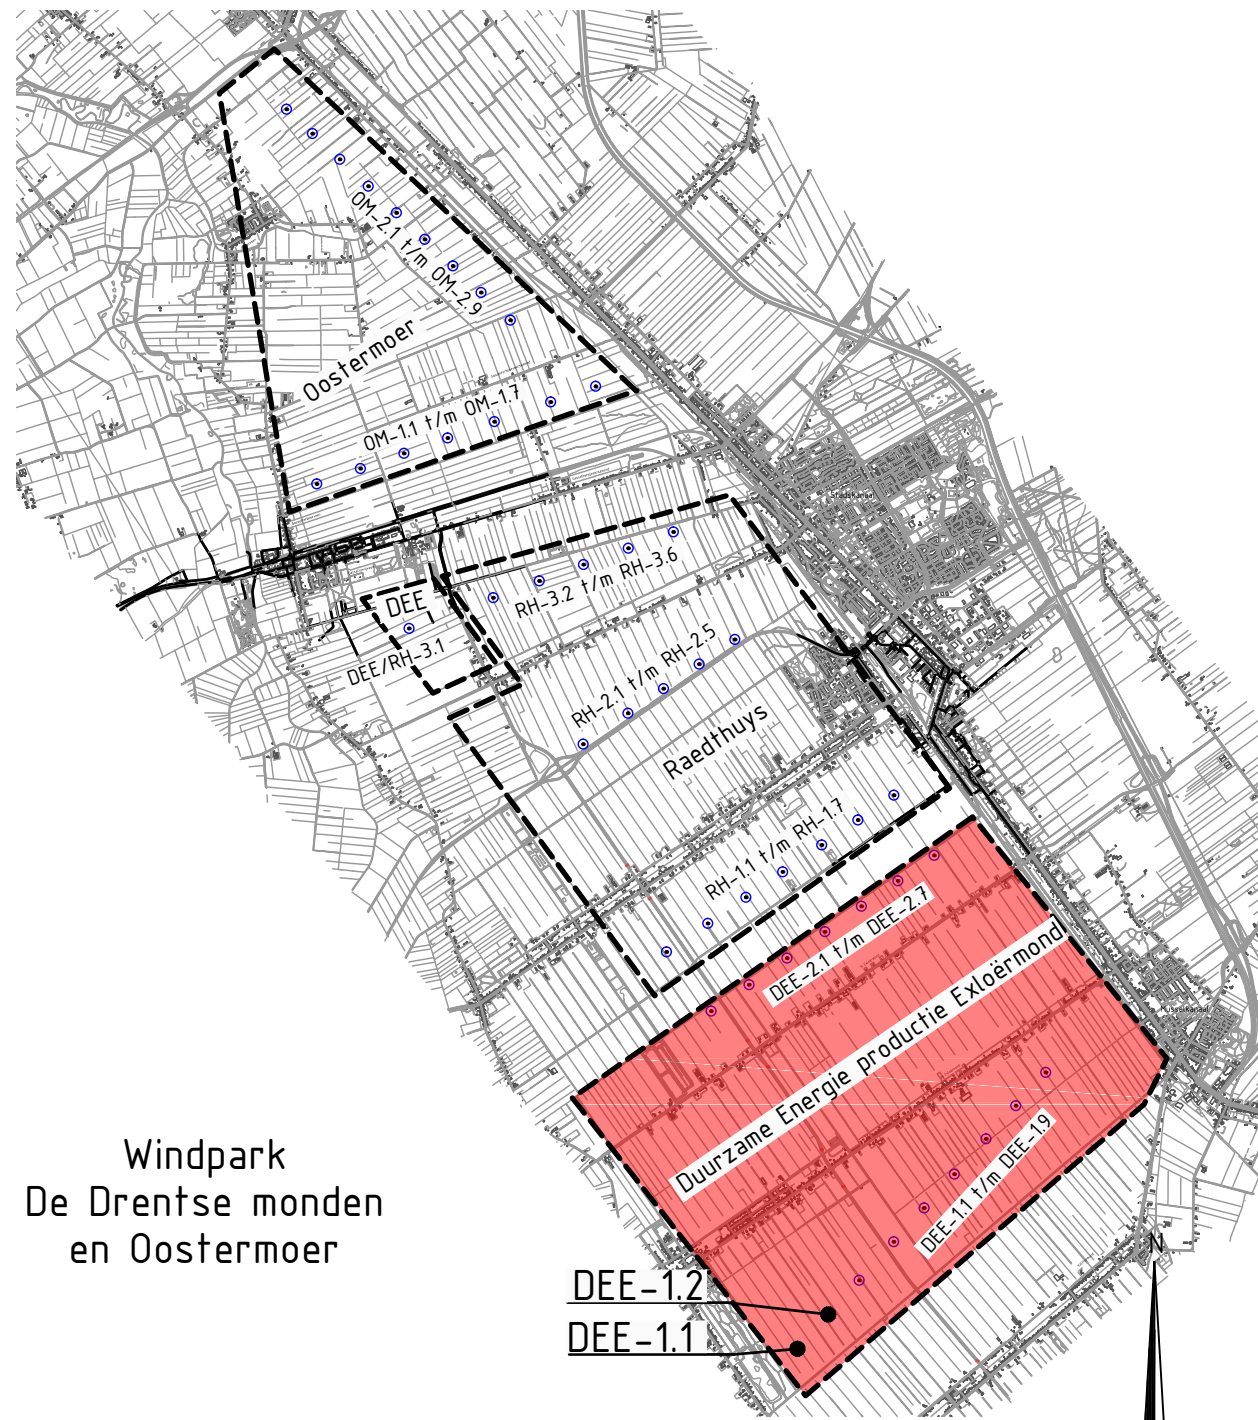 OM-2.1 t/m OM-2.9
Oostermoer
OM-1.1 t/m OM-1.7
Stadskanaal
RH-3.2 t/m RH-3.6
DEE
DEE/RH-3.1
RH-2.1 t/m RH-2.5
Raedthuys
RH-1.1 t/m RH-1.7
DEE-2.1 t/m DEE-2.7
Duurzame Energie productie Exloërmond
Musselkanaal
DEE-1.1 t/m DEE-1.9
Windpark
De Drentse monden
en Oostermoer
N
DEE-1.2
DEE-1.1